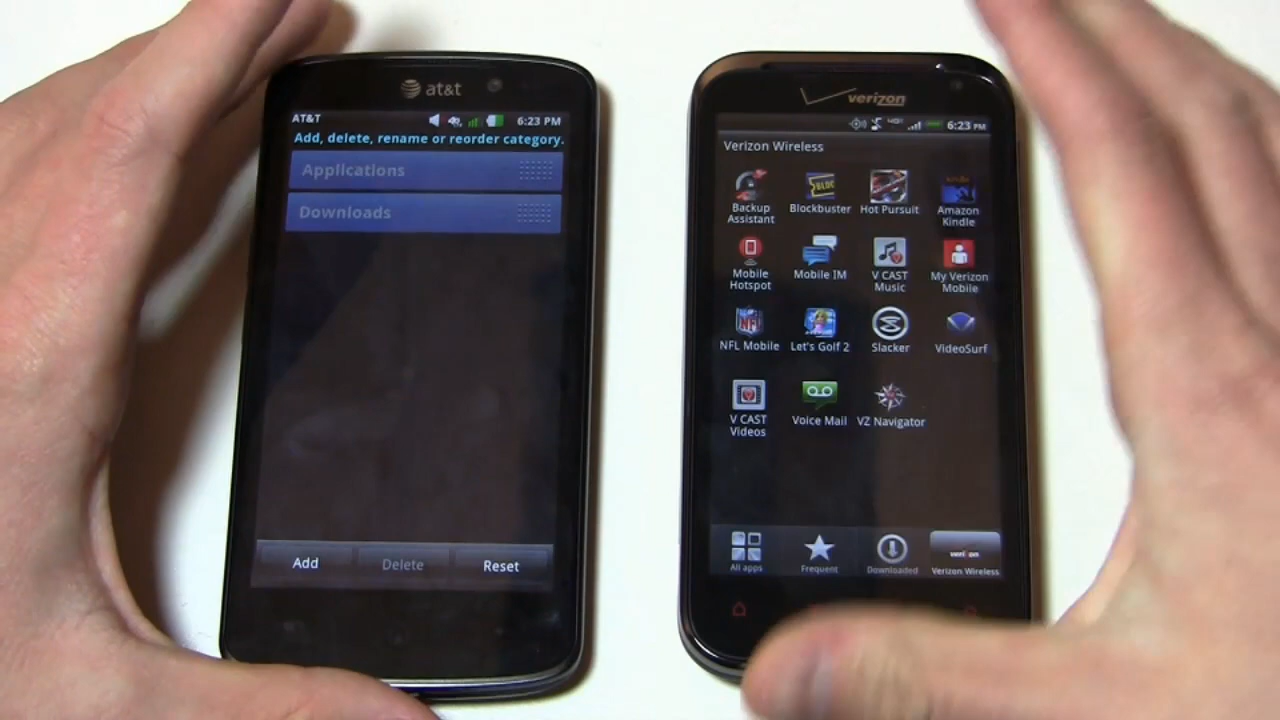 at&t
AT&T
6:23 PM
Add, delete, rename or reorder category.
Applications
Downloads
Add
Delete
Reset
verizon
6:23 PM
Verizon Wireless
Backup
Assistant
Blockbuster
Hot Pursuit
Amazon
Kindle
Mobile
Hotspot
Mobile IM
V CAST
Music
My Verizon
Mobile
NFL Mobile
Let's Golf 2
Slacker
VideoSurf
V CAST
Videos
Voice Mail
VZ Navigator
All apps
Frequent
Downloaded
verizon
Verizon Wireless